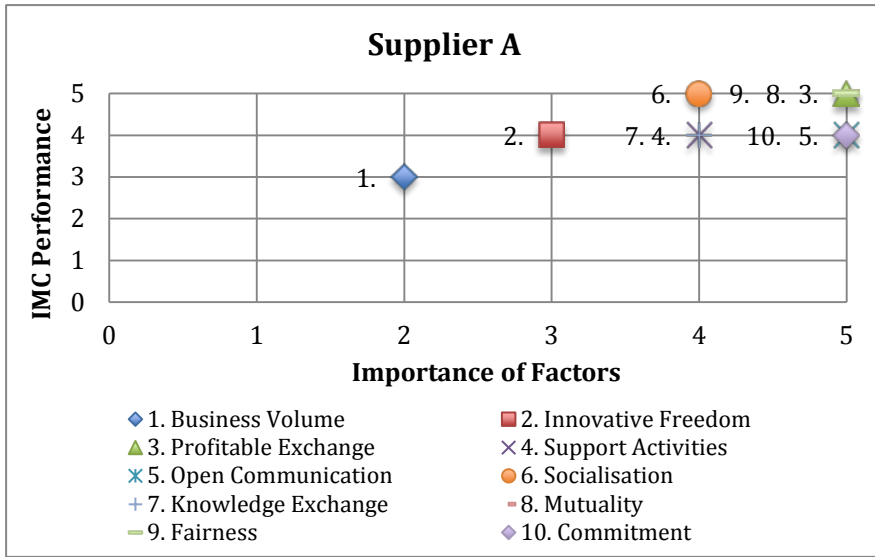 Supplier A
IMC Performance
5
4
3
2
1
0
6. 9. 8. 3.
2. 7. 4. 10. 5.
1.
0 1 2 3 4 5
Importance of Factors
1. Business Volume 2. Innovative Freedom
3. Profitable Exchange 4. Support Activities
5. Open Communication 6. Socialisation
7. Knowledge Exchange 8. Mutuality
9. Fairness 10. Commitment